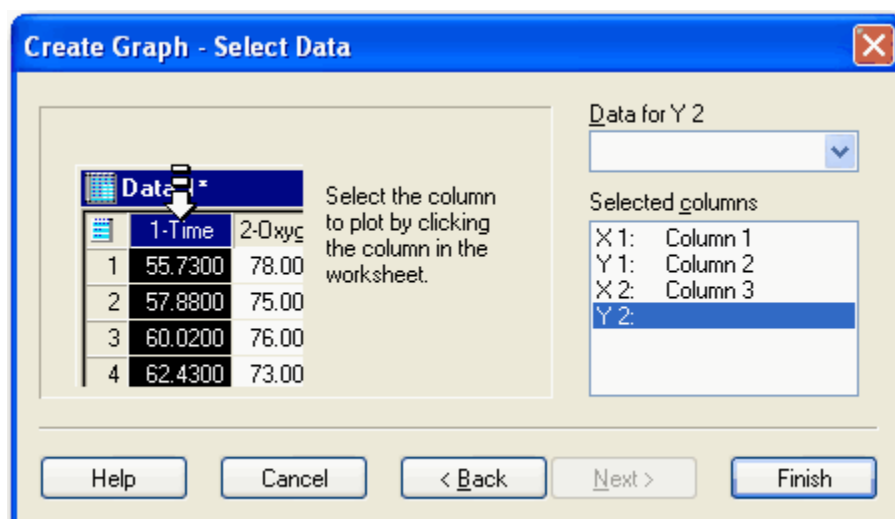 Create Graph - Select Data
Data for Y 2
Data 1*
1-Time 2-Oxyg
1 55.7300 78.00
2 57.8800 75.00
3 60.0200 76.00
4 62.4300 73.00
Select the column
to plot by clicking
the column in the
worksheet.
Selected columns
X 1: Column 1
Y 1: Column 2
X 2: Column 3
Y 2:
Help
Cancel
< Back
Next >
Finish